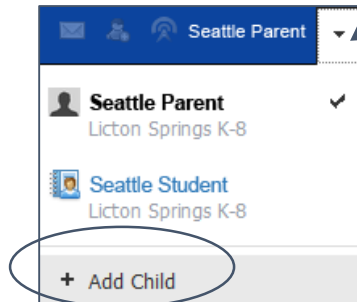 Seattle Parent
Seattle Parent
Licton Springs K-8
Seattle Student
Licton Springs K-8
+ Add Child